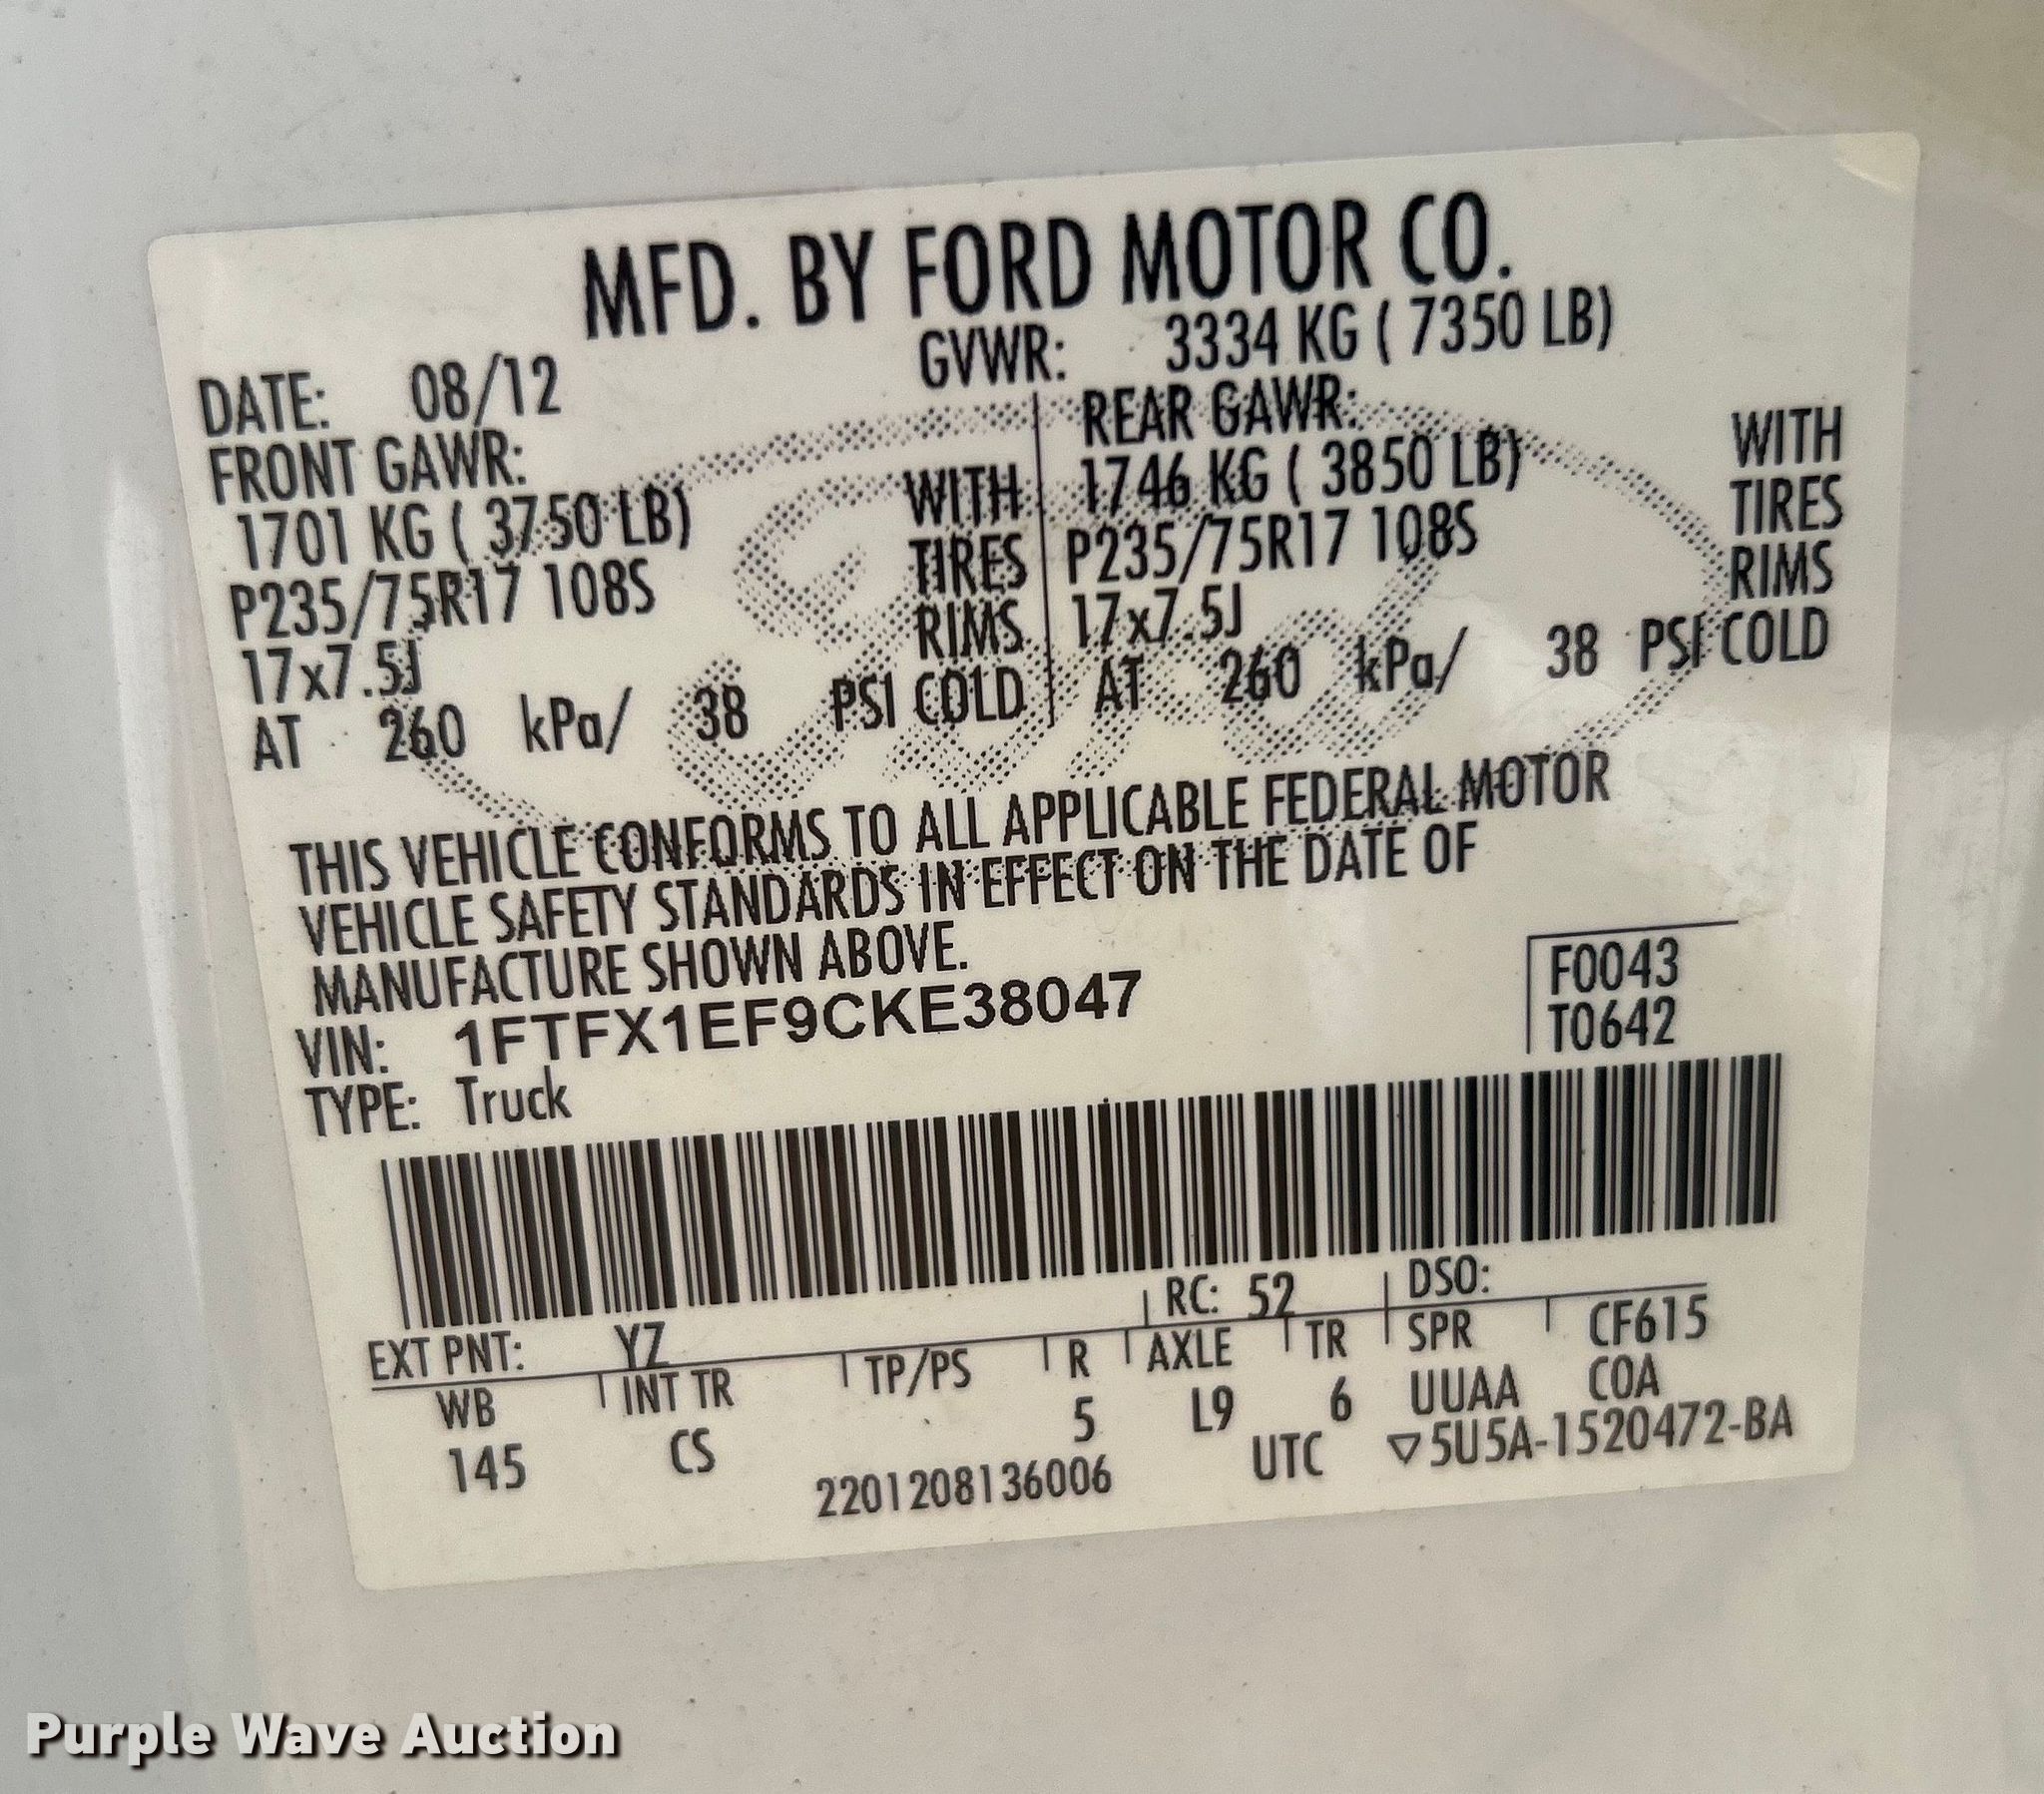 MFD. BY FORD MOTOR CO.
DATE: 08/12 GVWR: 3334 KG ( 7350 LB)
FRONT GAWR: REAR GAWR:
1701 KG ( 3750 LB) WITH 1746 KG ( 3850 LB) WITH
P235/75R17 108S TIRES P235/75R17 108S TIRES
17x7.5J RIMS 17x7.5J RIMS
AT 260 kPa/ 38 PSI COLD AT 260 kPa/ 38 PSI COLD
Ford
THIS VEHICLE CONFORMS TO ALL APPLICABLE FEDERAL MOTOR
VEHICLE SAFETY STANDARDS IN EFFECT ON THE DATE OF
MANUFACTURE SHOWN ABOVE.
VIN: 1FTFX1EF9CKE38047 F0043
TYPE: Truck T0642
EXT PNT: YZ RC: 52 DSO:
WB INT TR TP/PS R AXLE TR SPR CF615
145 CS 5 L9 6 UUAA COA
2201208136006 UTC ▽5U5A-1520472-BA
Purple Wave Auction